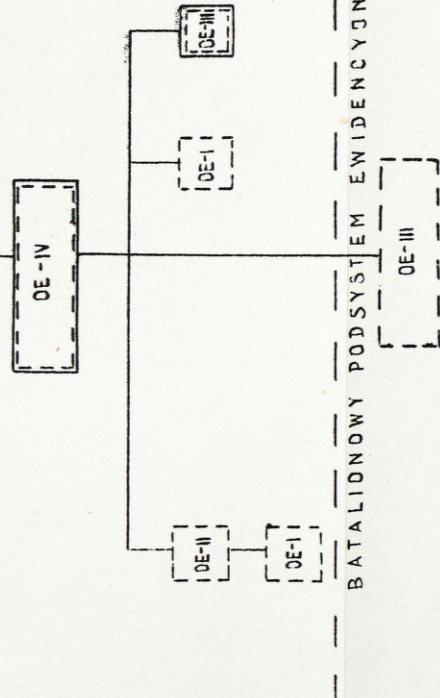 OE-III
OE-I
OE-IV
OE-III
OE-II
OE-I
BATALIONOWY PODSYSTEM EWIDENCYJN